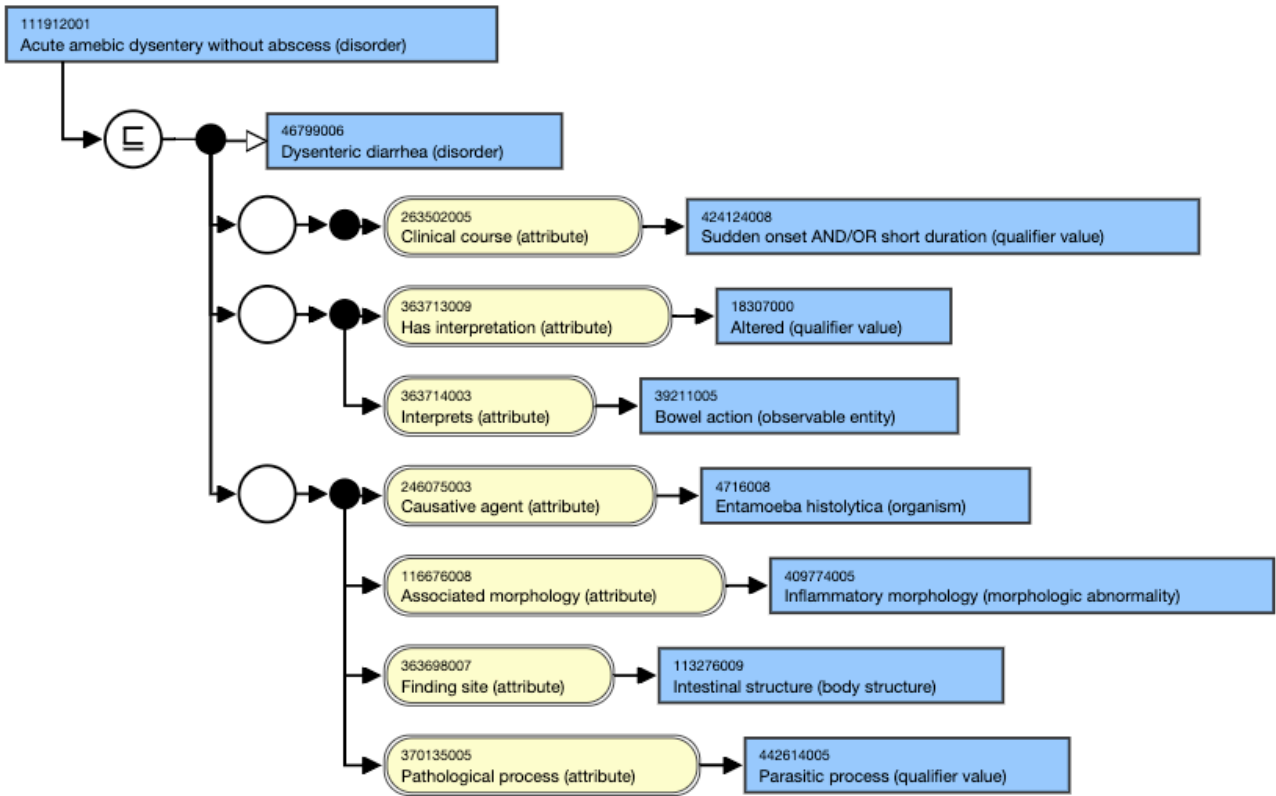 111912001
Acute amebic dysentery without abscess (disorder)
⊑
46799006
Dysenteric diarrhea (disorder)
263502005
Clinical course (attribute)
424124008
Sudden onset AND/OR short duration (qualifier value)
363713009
Has interpretation (attribute)
18307000
Altered (qualifier value)
363714003
Interprets (attribute)
39211005
Bowel action (observable entity)
246075003
Causative agent (attribute)
4716008
Entamoeba histolytica (organism)
116676008
Associated morphology (attribute)
409774005
Inflammatory morphology (morphologic abnormality)
363698007
Finding site (attribute)
113276009
Intestinal structure (body structure)
370135005
Pathological process (attribute)
442614005
Parasitic process (qualifier value)